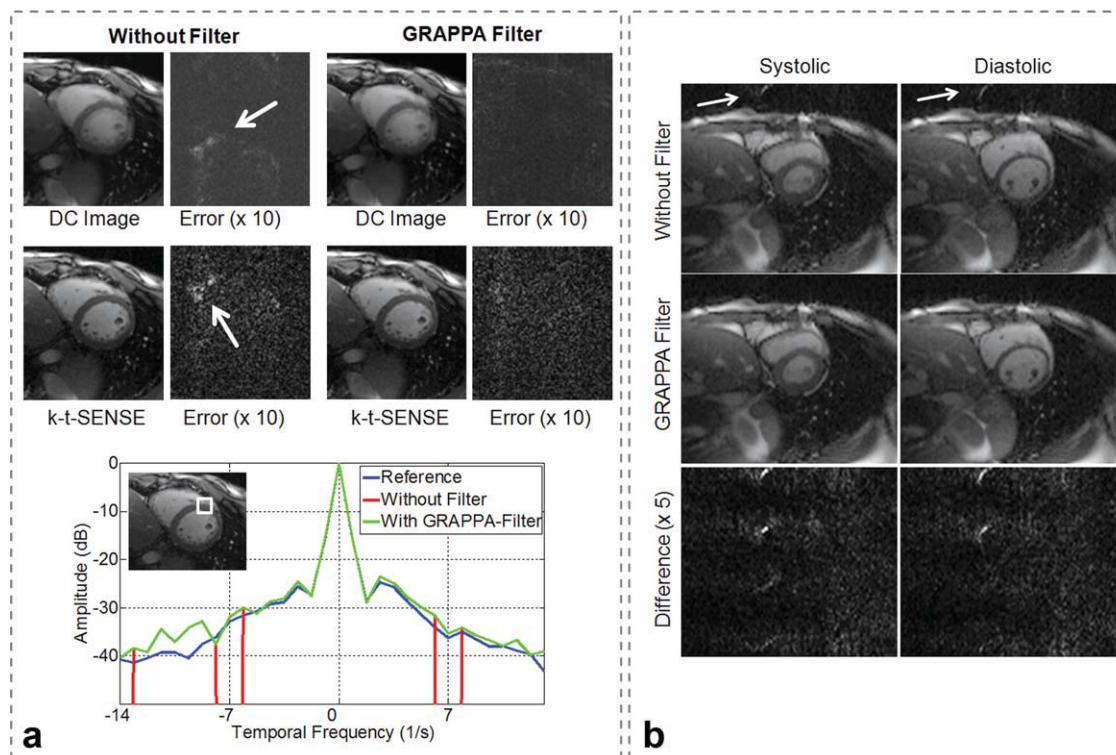 Without Filter
GRAPPA Filter
DC Image
Error (x 10)
DC Image
Error (x 10)
k-t-SENSE
Error (x 10)
k-t-SENSE
Error (x 10)
0
-10
-20
-30
-40
Amplitude (dB)
Reference
Without Filter
With GRAPPA-Filter
-14
-7
0
7
Temporal Frequency (1/s)
a
Systolic
Diastolic
Without Filter
GRAPPA Filter
Difference (x 5)
b